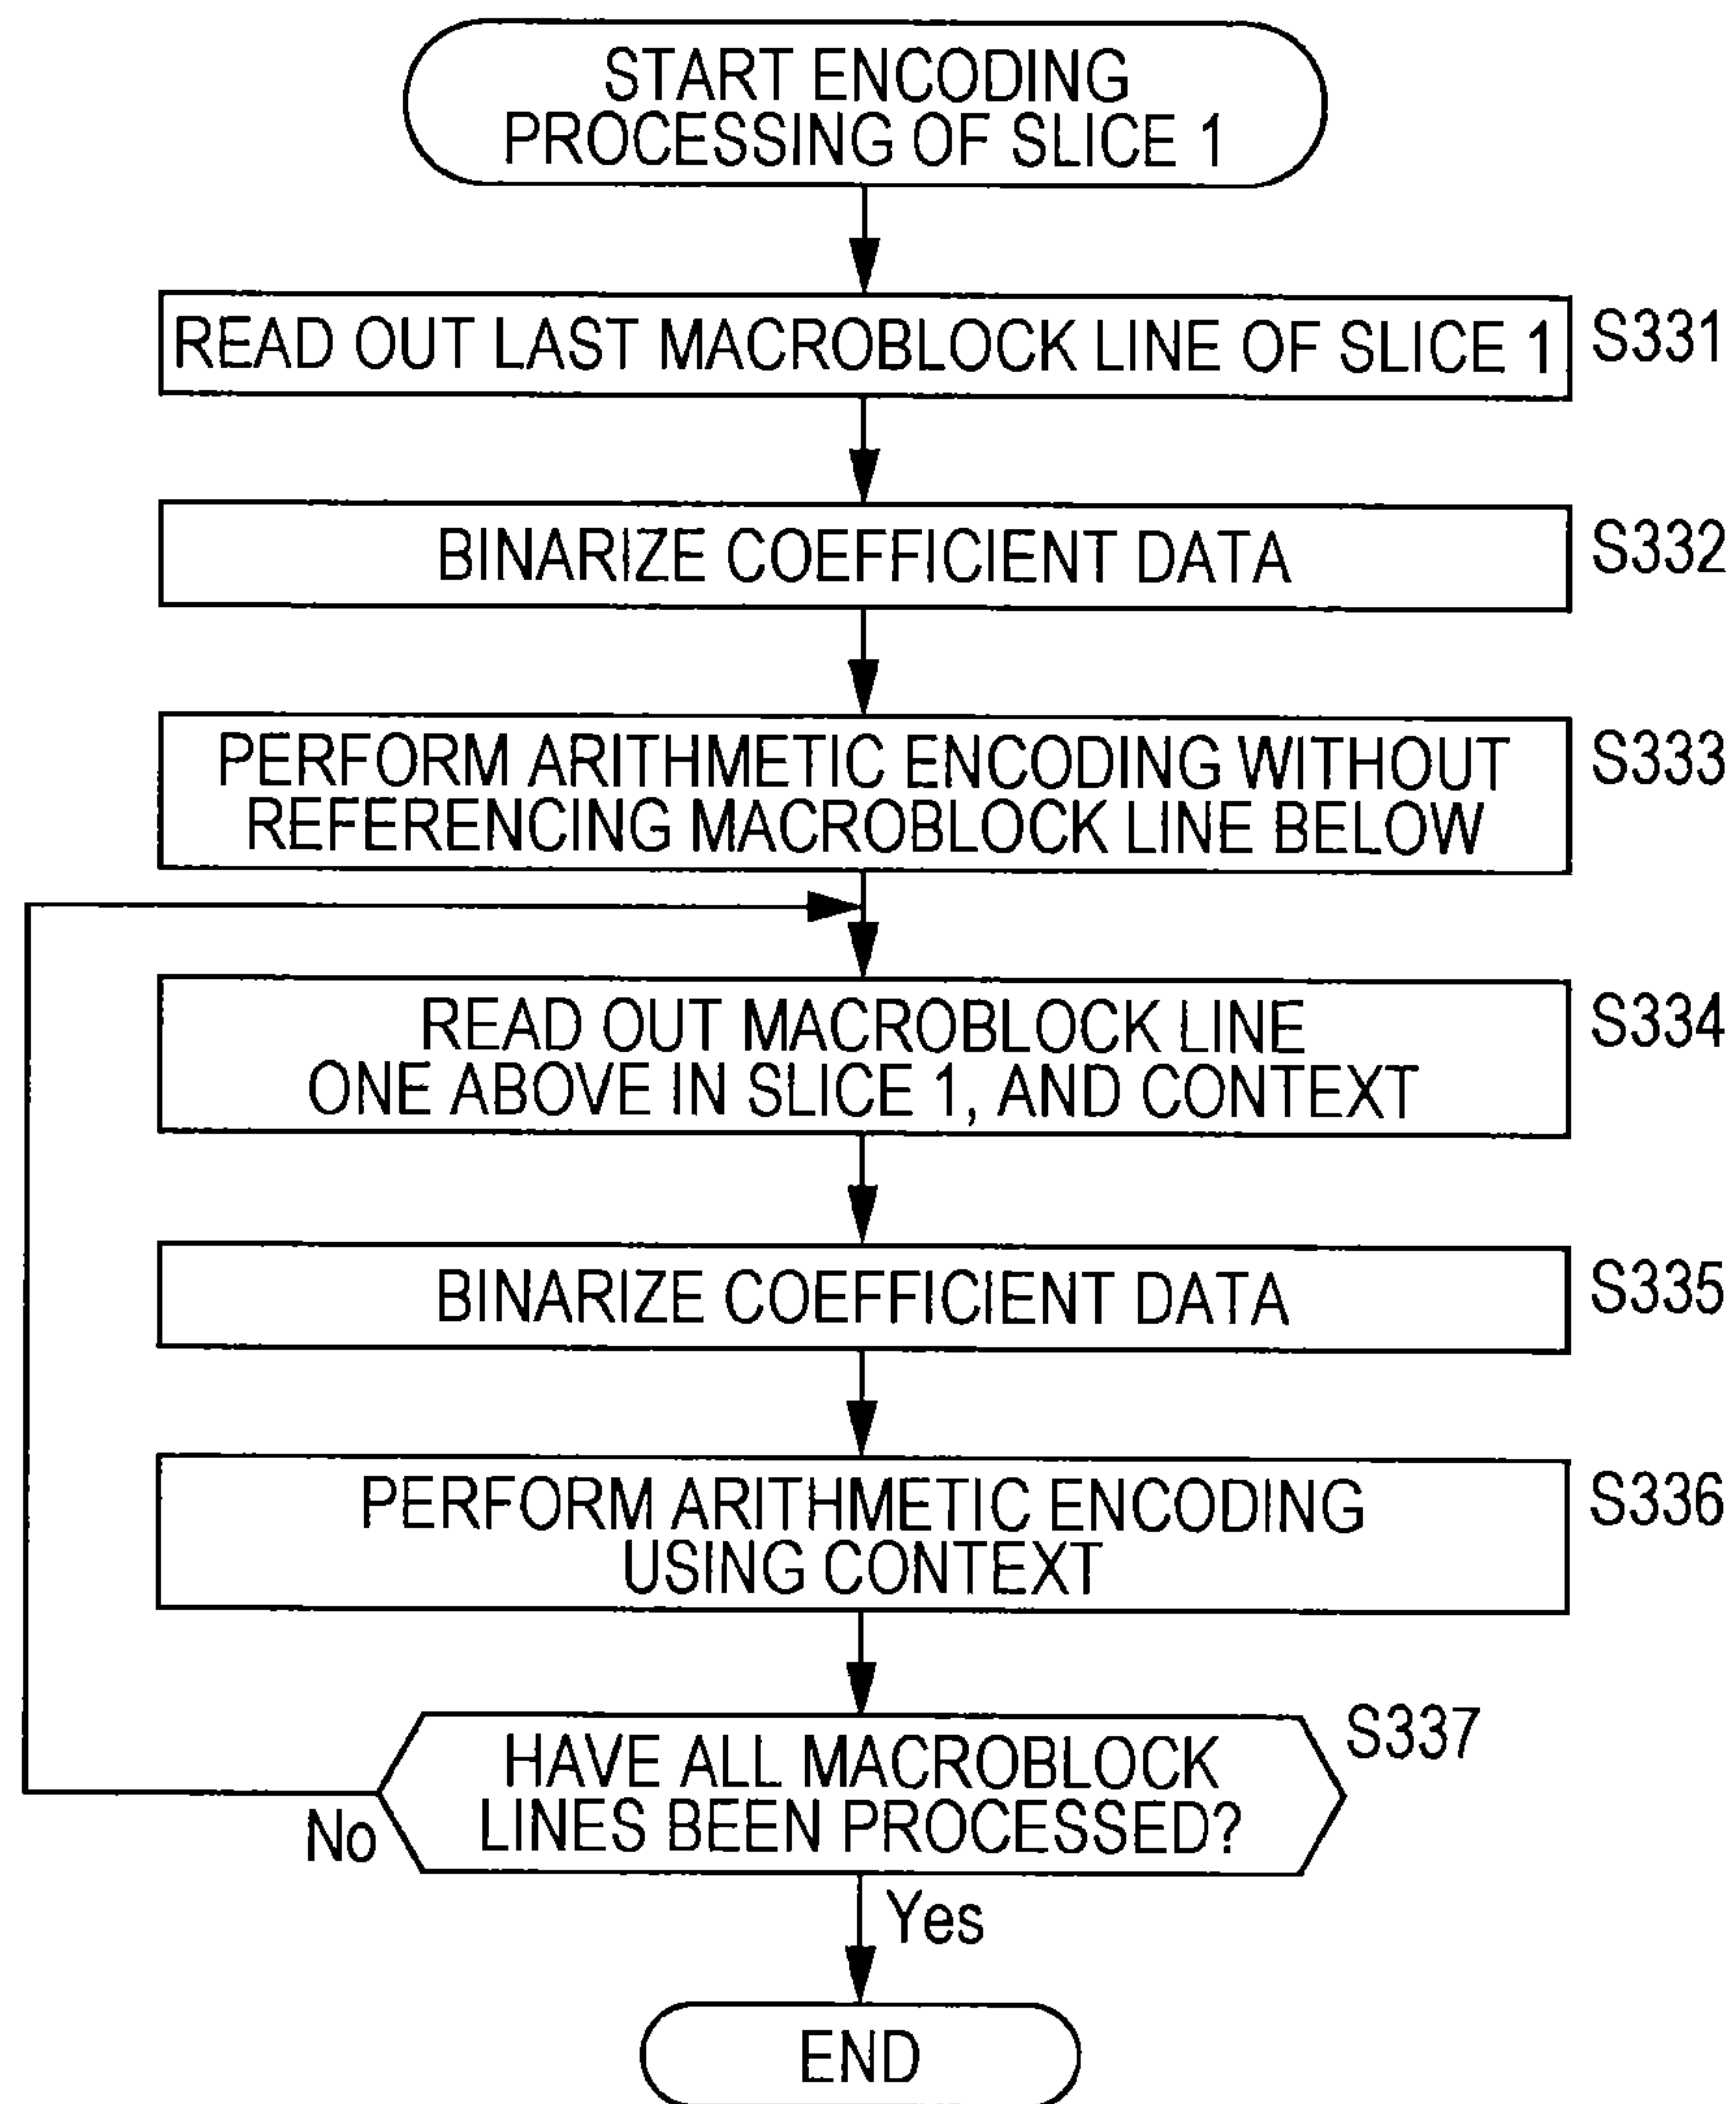 START ENCODING
PROCESSING OF SLICE 1
READ OUT LAST MACROBLOCK LINE OF SLICE 1
S331
BINARIZE COEFFICIENT DATA
S332
PERFORM ARITHMETIC ENCODING WITHOUT
REFERENCING MACROBLOCK LINE BELOW
S333
READ OUT MACROBLOCK LINE
ONE ABOVE IN SLICE 1, AND CONTEXT
S334
BINARIZE COEFFICIENT DATA
S335
PERFORM ARITHMETIC ENCODING
USING CONTEXT
S336
HAVE ALL MACROBLOCK
LINES BEEN PROCESSED?
S337
No
Yes
END